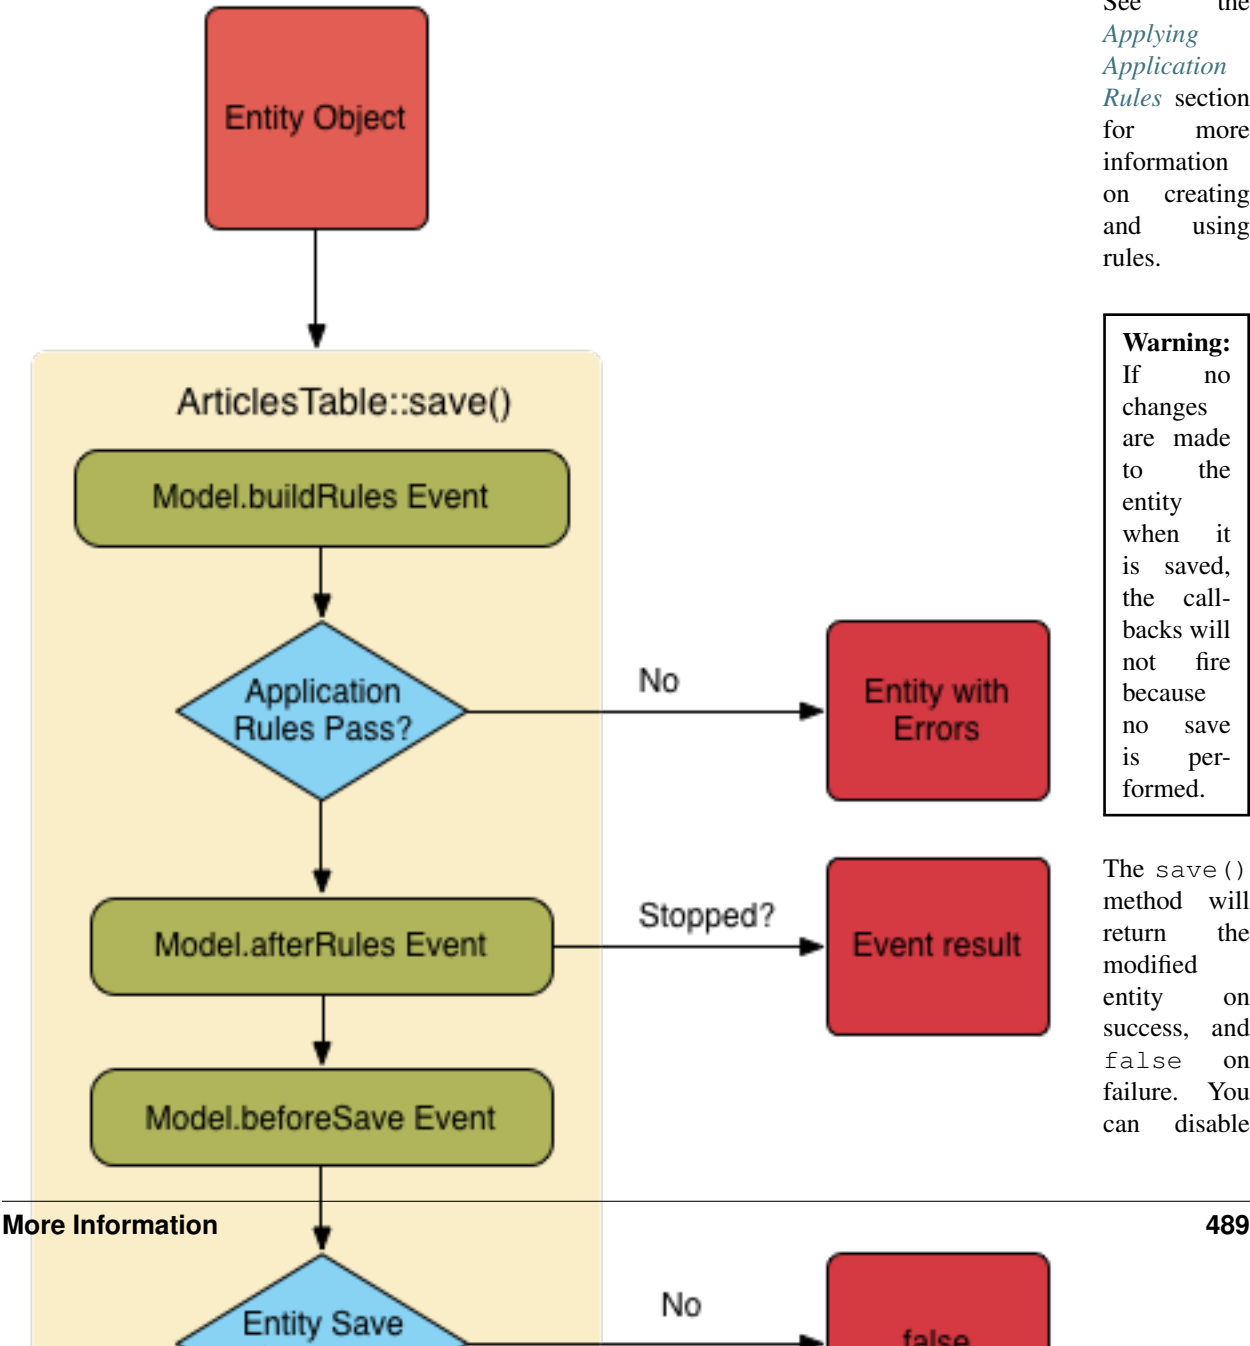 Entity Object
ArticlesTable::save()
Model.buildRules Event
Application
Rules Pass?
No
Entity with
Errors
Model.afterRules Event
Stopped?
Event result
Model.beforeSave Event
Entity Save
No
false
See the
Applying
Application
Rules section
for more
information
on creating
and using
rules.
Warning:
If no
changes
are made
to the
entity
when it
is saved,
the call-
backs will
not fire
because
no save
is per-
formed.
The save()
method will
return the
modified
entity on
success, and
false on
failure. You
can disable
More Information 489